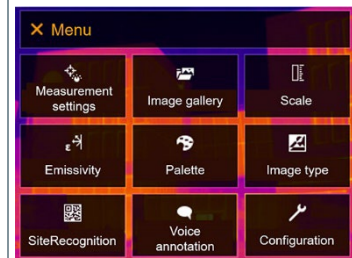 Menu
Measurement
settings
Image gallery
Scale
ε
Emissivity
Palette
Image type
SiteRecognition
Voice
annotation
Configuration